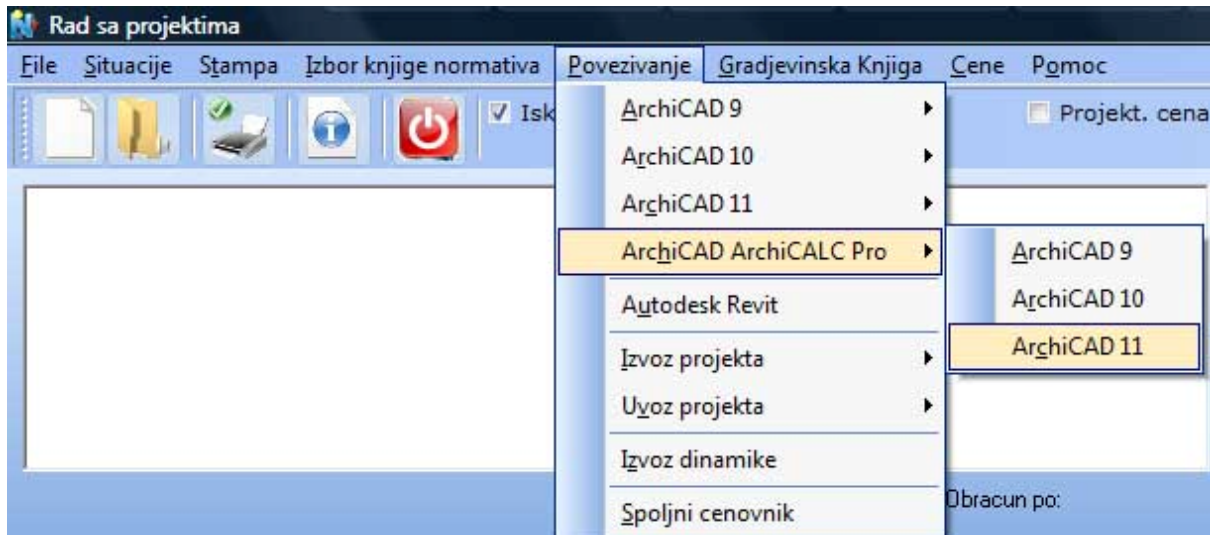 Rad sa projektima
File Situacije Stampa Izbor knjige normativa Povezivanje Gradjevinska Knjiga Cene Pomoc
Isk Projekt. cena
ArchiCAD 9
ArchiCAD 10
ArchiCAD 11
ArchiCAD ArchiCALC Pro
ArchiCAD 9
ArchiCAD 10
ArchiCAD 11
Autodesk Revit
Izvoz projekta
Uvoz projekta
Izvoz dinamike
Spoljni cenovnik
Obracun po: